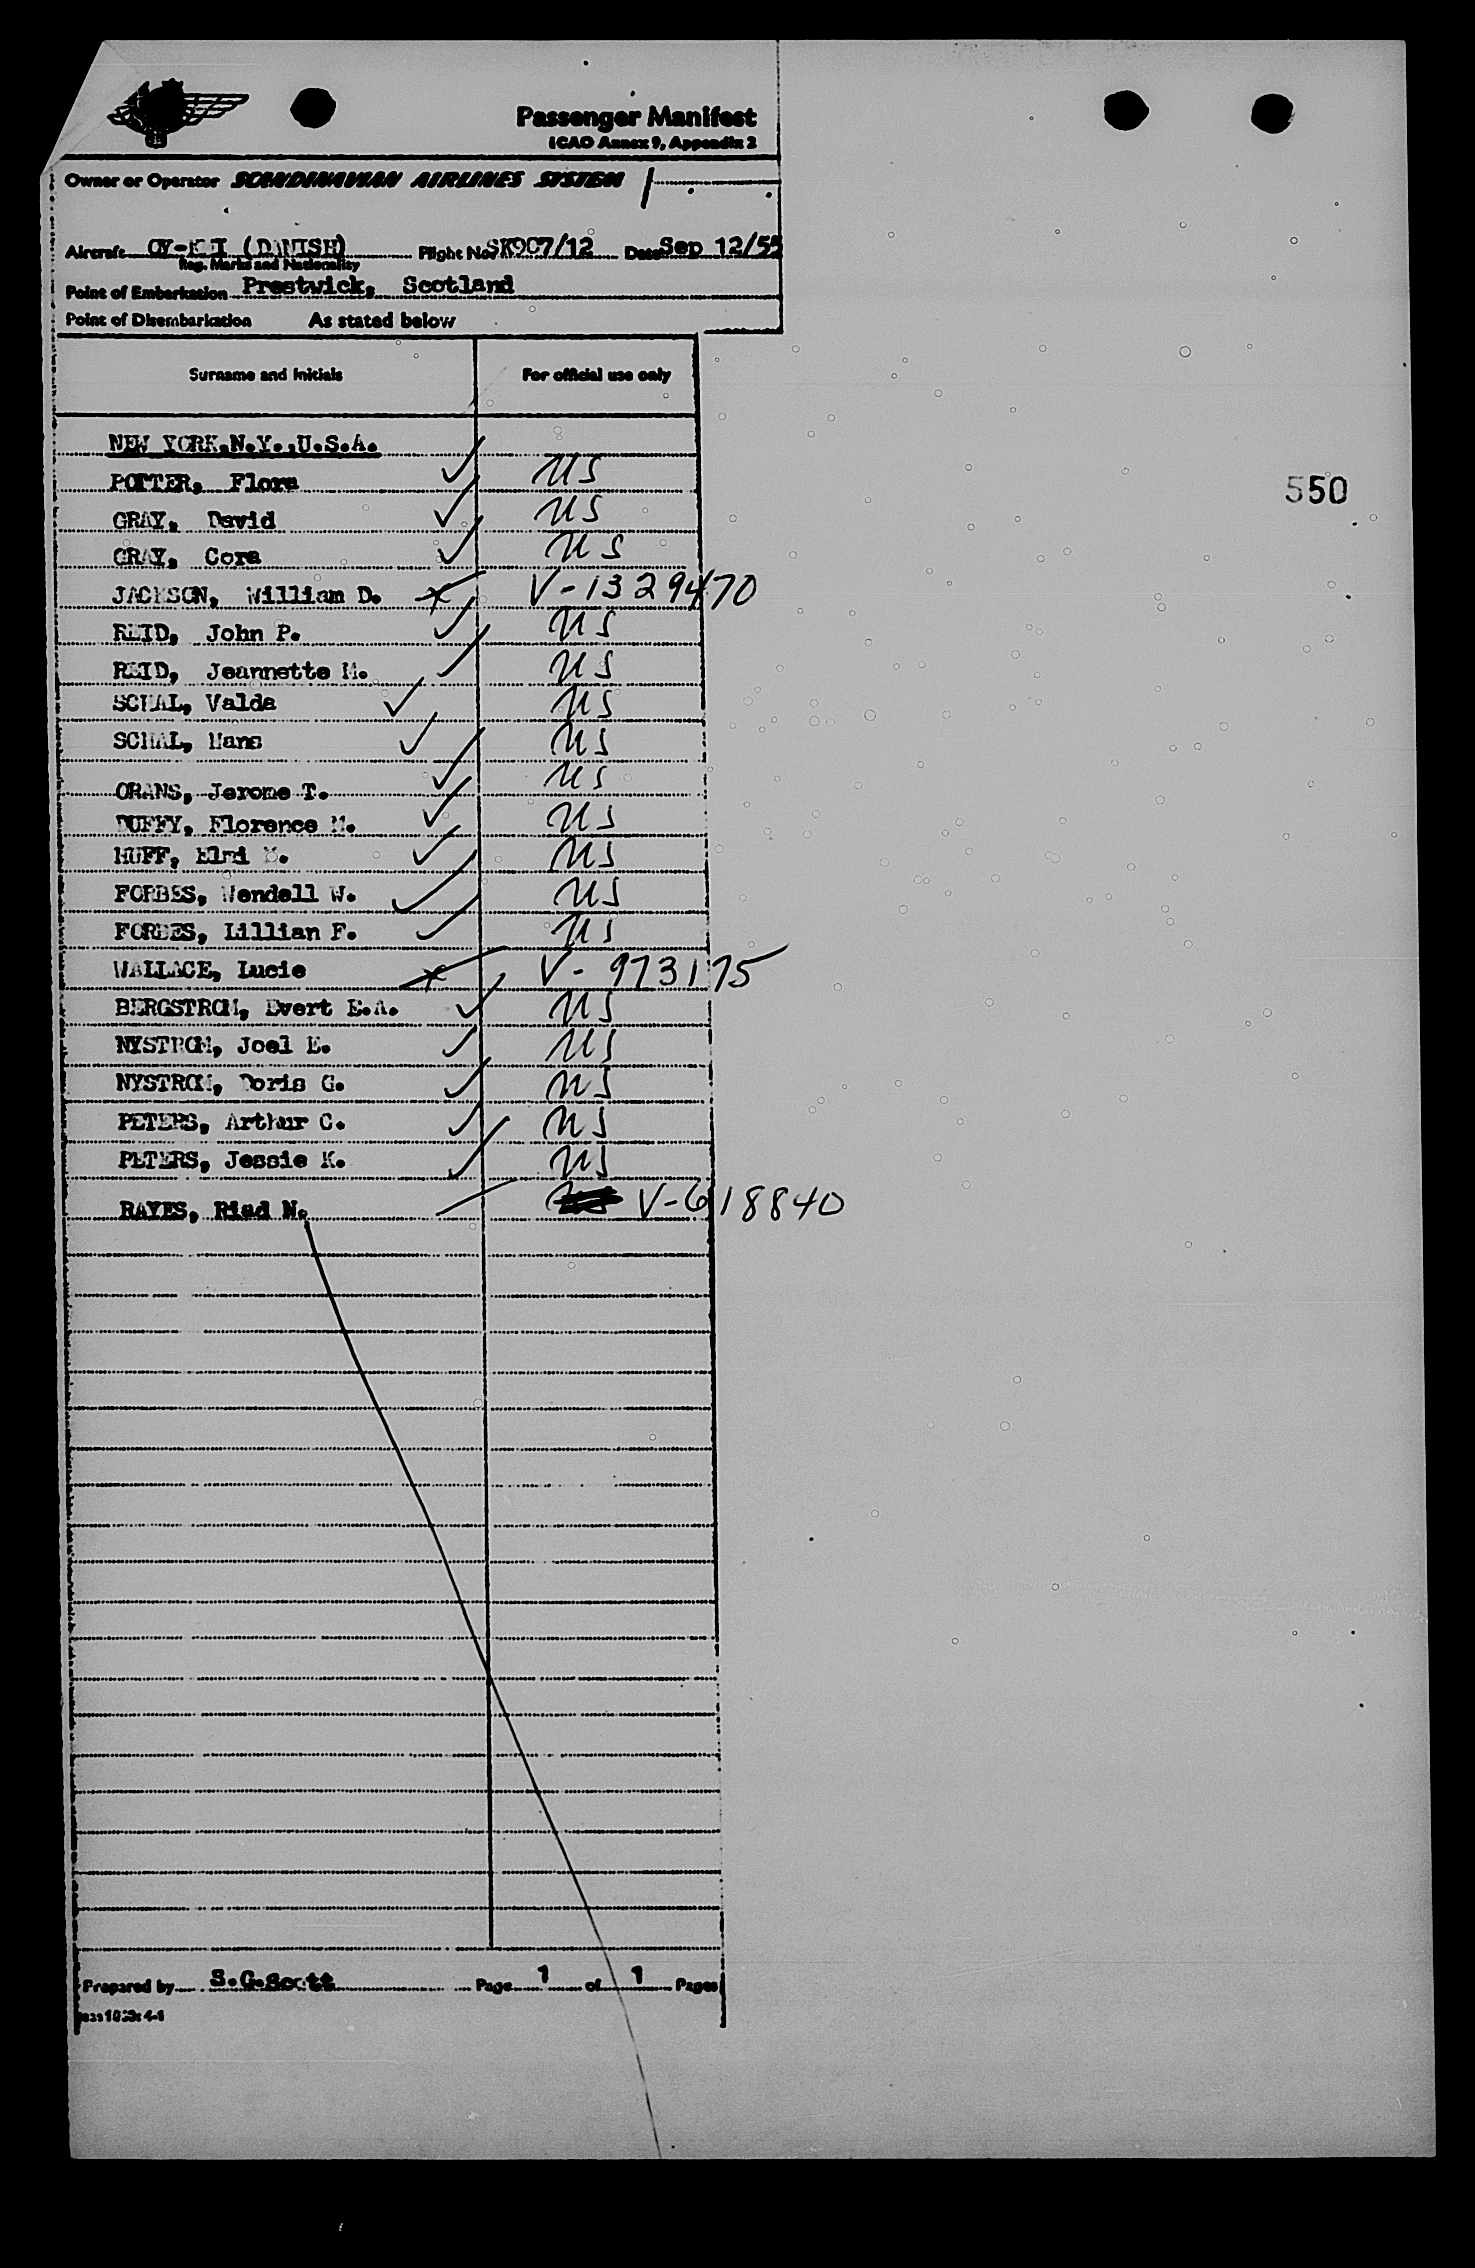 Passenger Manifest
ICAO Annex 9, Appendix 2
Owner or Operator SCANDINAVIAN AIRLINES SYSTEM
Aircraft (DANISH) Flight No. SK907/12 Date Sep 12/55
Reg. Marks and Nationality
Point of Embarkation Prestwick, Scotland
Point of Disembarkation As stated below
Surname and Initials For official use only
NEW YORK,N.Y.,U.S.A.
550
POTTER, Flora US
GRAY, David US
GRAY, Cora US
JACKSON, William D. V-13294470
REID, John P. US
REID, Jeannette M. US
SCHAL, Valda US
SCHAL, Hans US
ORANS, Jerome T. US
DUFFY, Florence M. US
HUFF, US
FORBES, Wendell W. US
FORBES, Lillian F. US
WALLACE, Lucie V-973175
BERGSTROM, Evert E.A. US
NYSTROM, Joel E. US
NYSTROM, Doris G. US
PETERS, Arthur C. US
PETERS, Jessie K. US
RAYES, Riad N. V-618840
Prepared by S.G.Scott Page 1 of 1 Pages